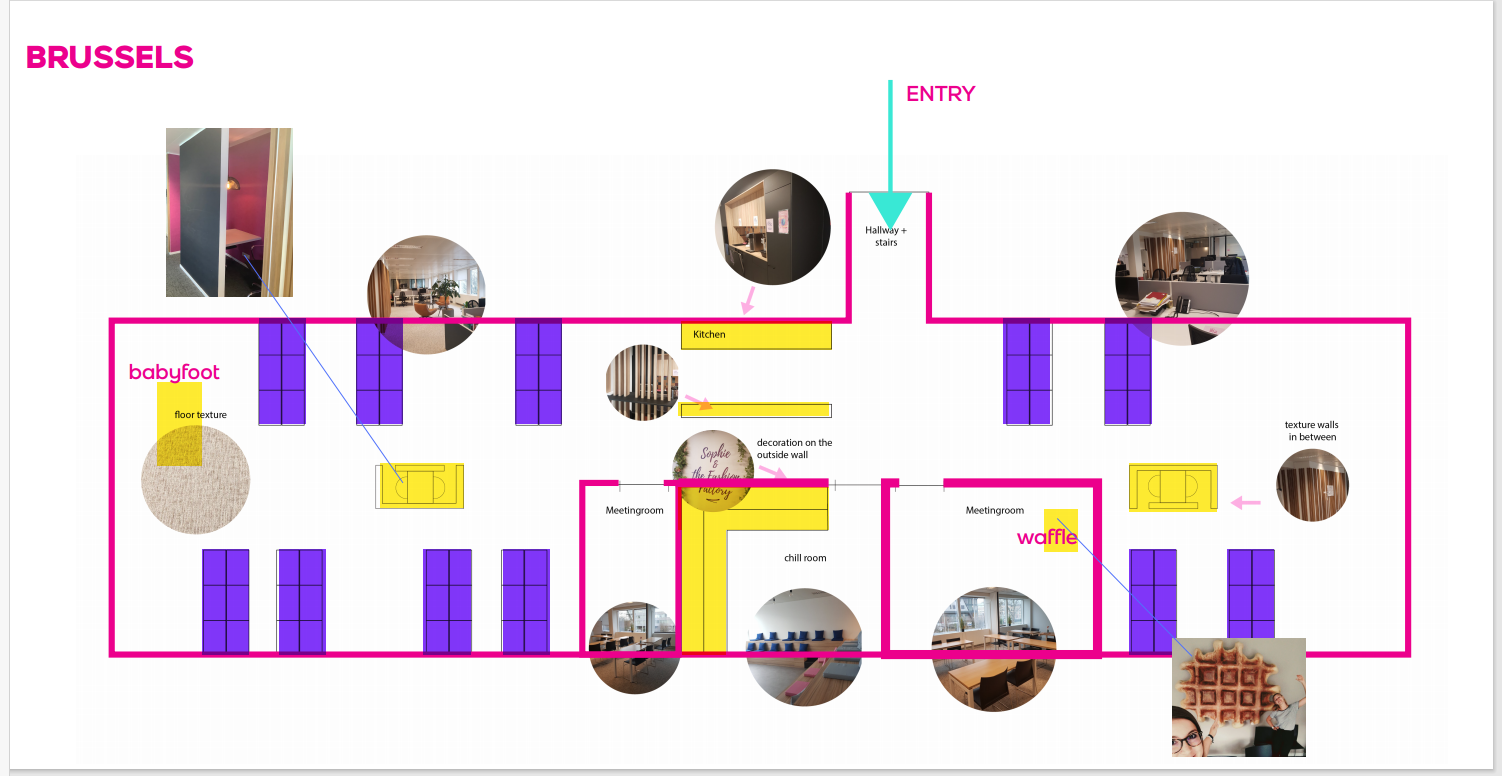 BRUSSELS
ENTRY
Hallway +
stairs
Kitchen
babyfoot
floor texture
decoration on the
outside wall
Sophie
&
the Fashion
Factory
texture walls
in between
Meetingroom
Meetingroom
waffle
chill room